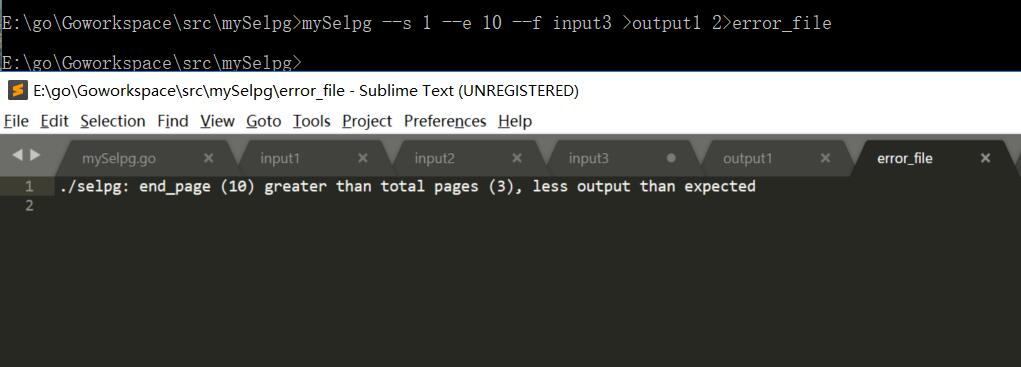 E:\go\Goworkspace\src\mySelpg>mySelpg --s 1 --e 10 --f input3 >output1 2>error_file
E:\go\Goworkspace\src\mySelpg>
E:\go\Goworkspace\src\mySelpg\error_file - Sublime Text (UNREGISTERED)
File Edit Selection Find View Goto Tools Project Preferences Help
mySelpg.go × input1 × input2 × input3 ● output1 × error_file ×
1 ./selpg: end_page (10) greater than total pages (3), less output than expected
2